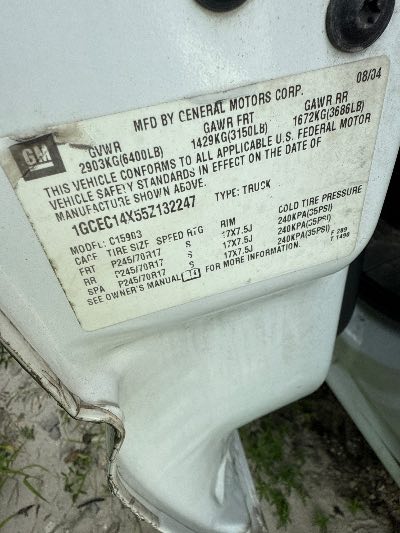 08/04
MFD BY GENERAL MOTORS CORP.
GM GVWR GAWR FRT GAWR RR
2903KG(6400LB) 1429KG(3150LB) 1672KG(3686LB)
THIS VEHICLE CONFORMS TO ALL APPLICABLE U.S. FEDERAL MOTOR
VEHICLE SAFETY STANDARDS IN EFFECT ON THE DATE OF
MANUFACTURE SHOWN ABOVE.
1GCEC14X55Z132247 TYPE: TRUCK
MODEL: C15903
TIRE SIZE SPEED RTG RIM COLD TIRE PRESSURE
FRT P245/70R17 S 17X7.5J 240KPA(35PSI)
RR P245/70R17 S 17X7.5J 240KPA(35PSI)
SPA P245/70R17 S 17X7.5J 240KPA(35PSI)
SEE OWNER'S MANUAL FOR MORE INFORMATION.
F 289
T 1498